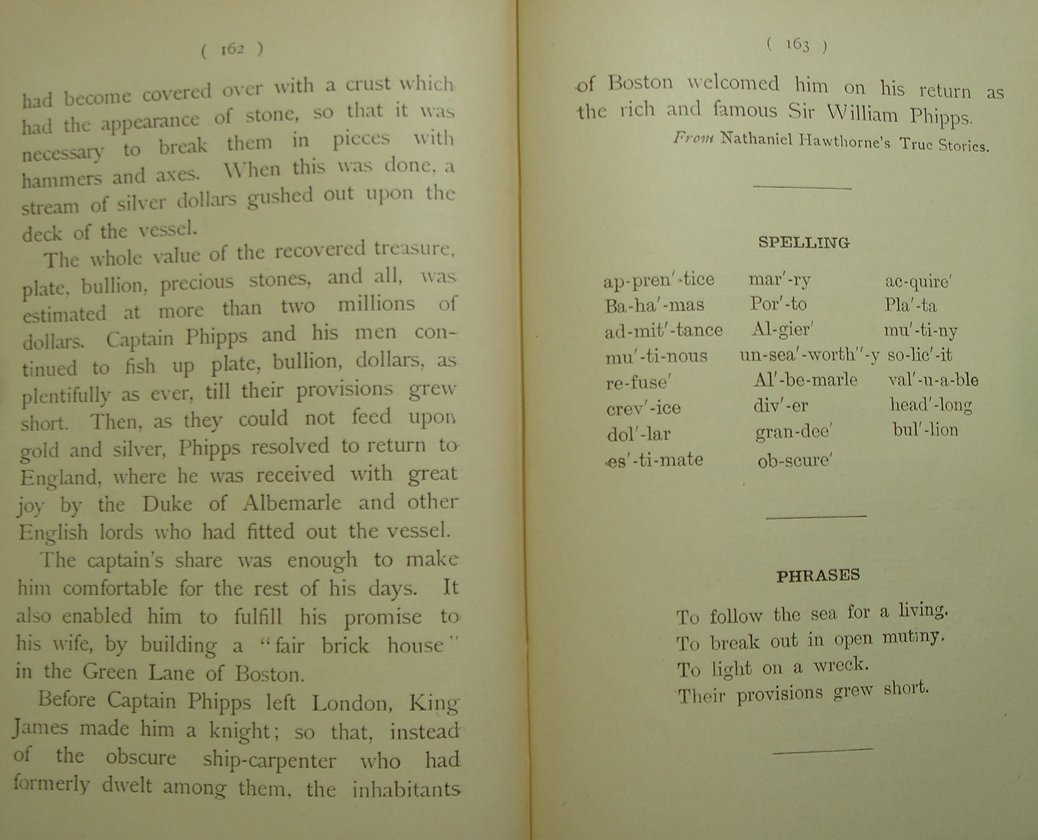 ( 162 )
had become covered over with a crust which
had the appearance of stone, so that it was
necessary to break them in pieces with
hammers and axes. When this was done, a
stream of silver dollars gushed out upon the
deck of the vessel.
The whole value of the recovered treasure,
plate, bullion, precious stones, and all, was
estimated at more than two millions of
dollars. Captain Phipps and his men con-
tinued to fish up plate, bullion, dollars, as
plentifully as ever, till their provisions grew
short. Then, as they could not feed upon
gold and silver, Phipps resolved to return to
England, where he was received with great
joy by the Duke of Albemarle and other
English lords who had fitted out the vessel.
The captain's share was enough to make
him comfortable for the rest of his days. It
also enabled him to fulfill his promise to
his wife, by building a "fair brick house"
in the Green Lane of Boston.
Before Captain Phipps left London, King
James made him a knight; so that, instead
of the obscure ship-carpenter who had
formerly dwelt among them, the inhabitants
( 163 )
of Boston welcomed him on his return as
the rich and famous Sir William Phipps.
From Nathaniel Hawthorne's True Stories.
SPELLING
ap-pren′-tice mar′-ry ac-quire′
Ba-ha′-mas Por′-to Pla′-ta
ad-mit′-tance Al-gier′ mu′-ti-ny
mu′-ti-nous un-sea′-worth″-y so-lic′-it
re-fuse′ Al′-be-marle val′-u-a-ble
crev′-ice div′-er head′-long
dol′-lar gran-dee′ bul′-lion
es′-ti-mate ob-scure′
PHRASES
To follow the sea for a living.
To break out in open mutiny.
To light on a wreck.
Their provisions grew short.